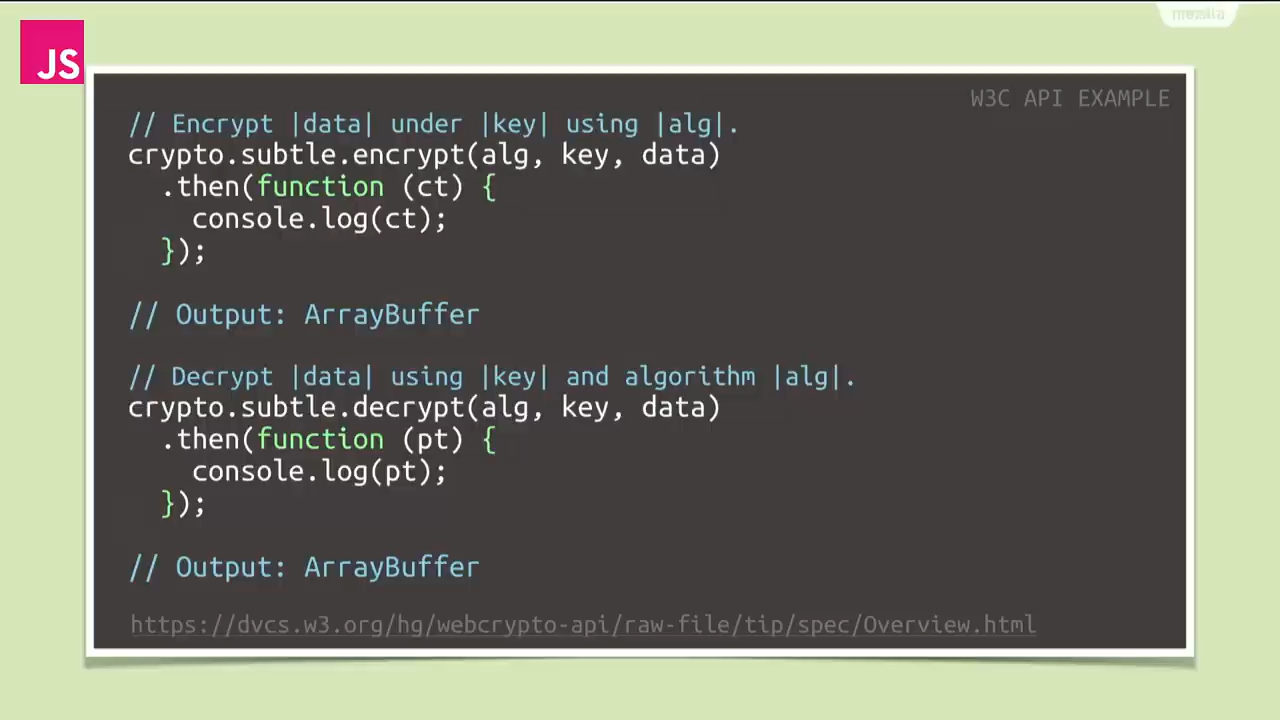 mozilla
JS
W3C API EXAMPLE
// Encrypt |data| under |key| using |alg|.
crypto.subtle.encrypt(alg, key, data)
  .then(function (ct) {
    console.log(ct);
  });
// Output: ArrayBuffer
// Decrypt |data| using |key| and algorithm |alg|.
crypto.subtle.decrypt(alg, key, data)
  .then(function (pt) {
    console.log(pt);
  });
// Output: ArrayBuffer
https://dvcs.w3.org/hg/webcrypto-api/raw-file/tip/spec/Overview.html